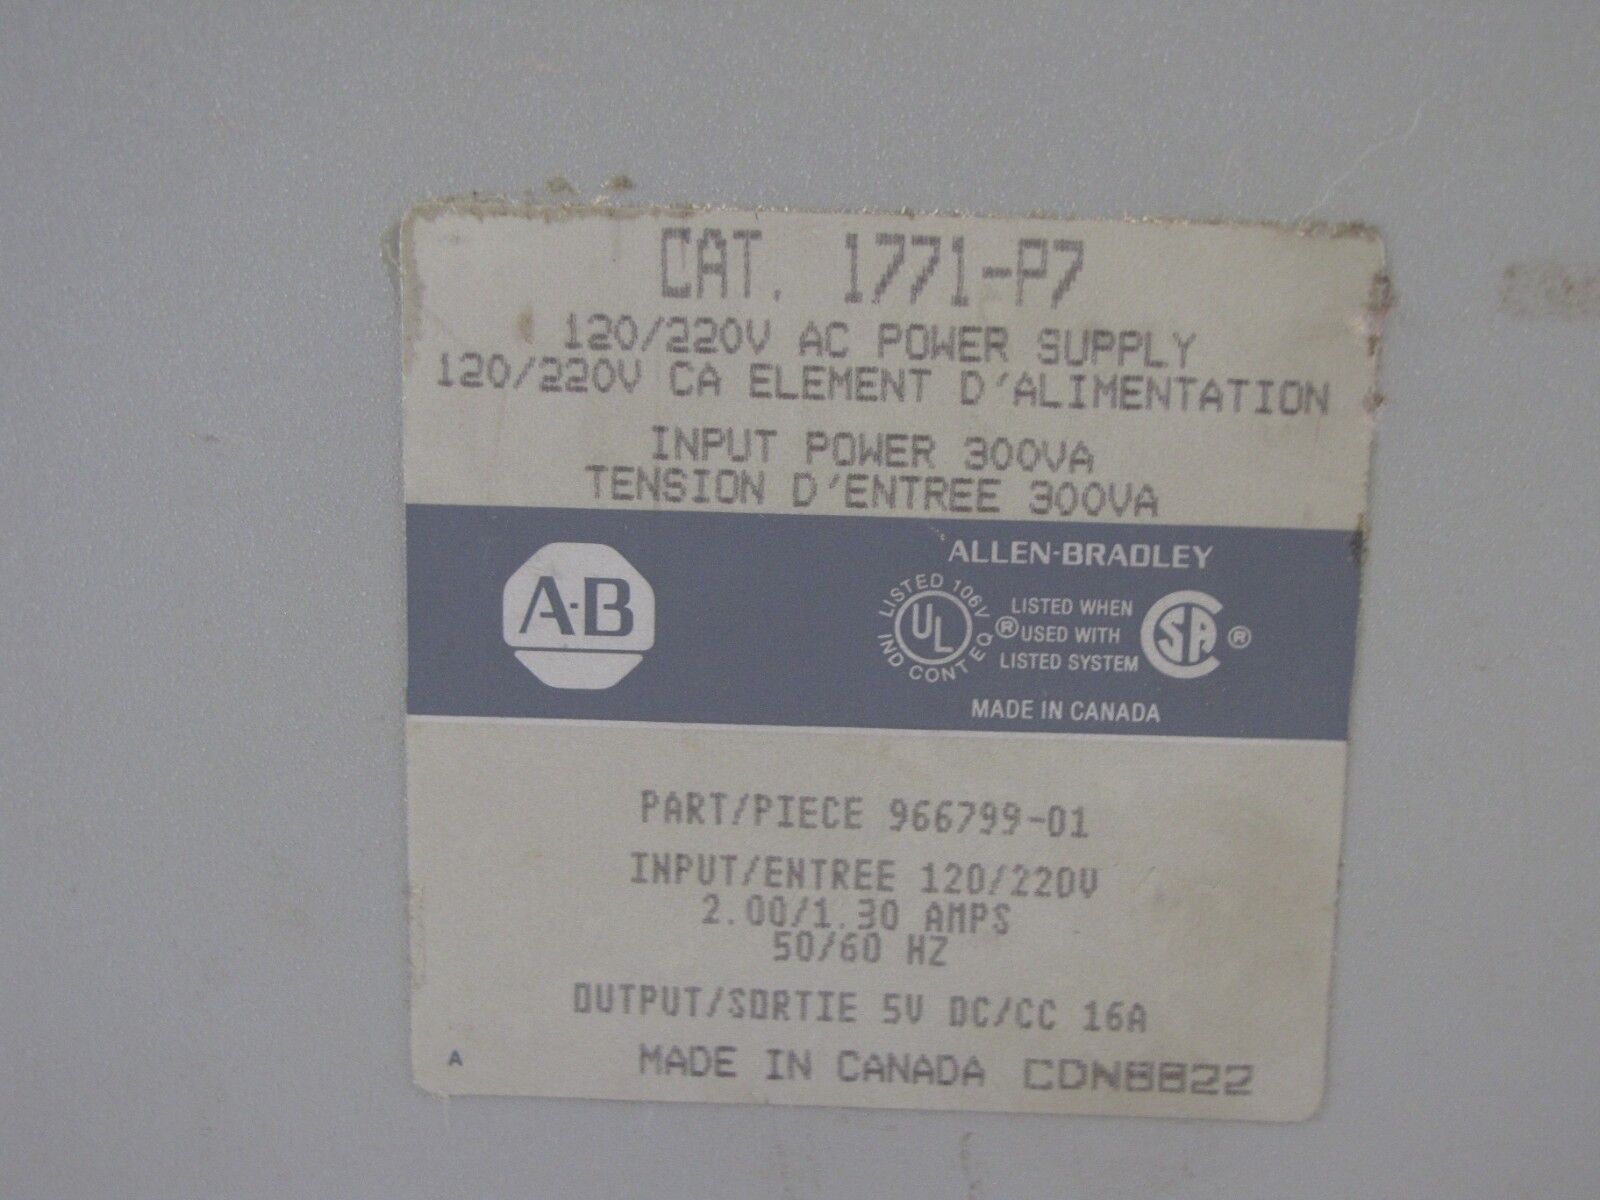 CAT. 1771-P7
120/220V AC POWER SUPPLY
120/220V CA ELEMENT D'ALIMENTATION
INPUT POWER 300VA
TENSION D'ENTREE 300VA
A-B
ALLEN-BRADLEY
LISTED 106V
UL
IND CONT EQ
®
LISTED WHEN
USED WITH
LISTED SYSTEM
SA ®
MADE IN CANADA
PART/PIECE 966799-01
INPUT/ENTREE 120/220V
2.00/1.30 AMPS
50/60 HZ
OUTPUT/SORTIE 5V DC/CC 16A
A
MADE IN CANADA CDN8822